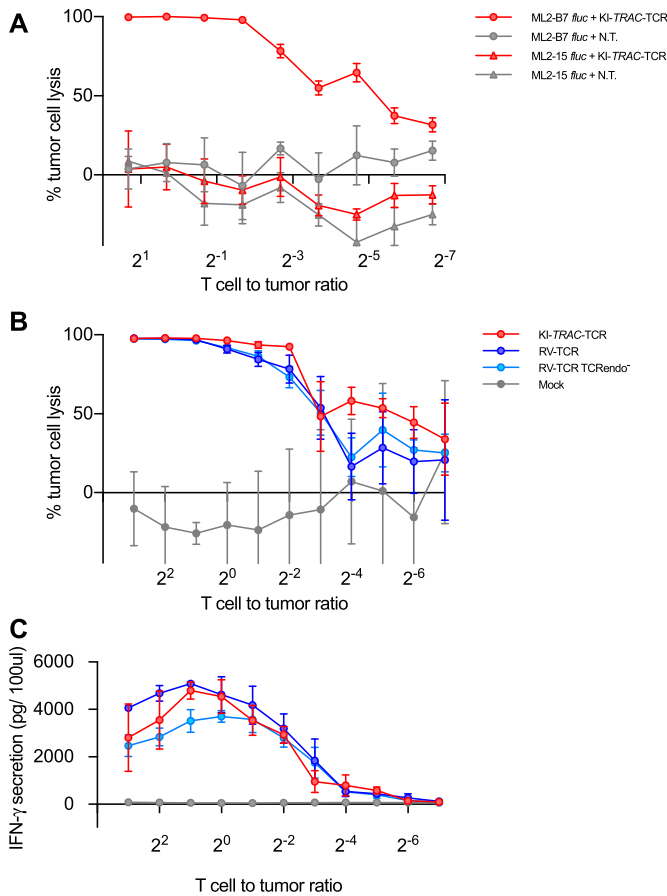 A
100
50
0
% tumor cell lysis
2^1
2^-1
2^-3
2^-5
2^-7
T cell to tumor ratio
ML2-B7 fluc + KI-TRAC-TCR
ML2-B7 fluc + N.T.
ML2-15 fluc + KI-TRAC-TCR
ML2-15 fluc + N.T.
B
100
50
0
% tumor cell lysis
2^2
2^0
2^-2
2^-4
2^-6
T cell to tumor ratio
KI-TRAC-TCR
RV-TCR
RV-TCR TCRendo^-
Mock
C
6000
4000
2000
0
IFN-γ secretion (pg/ 100ul)
2^2
2^0
2^-2
2^-4
2^-6
T cell to tumor ratio